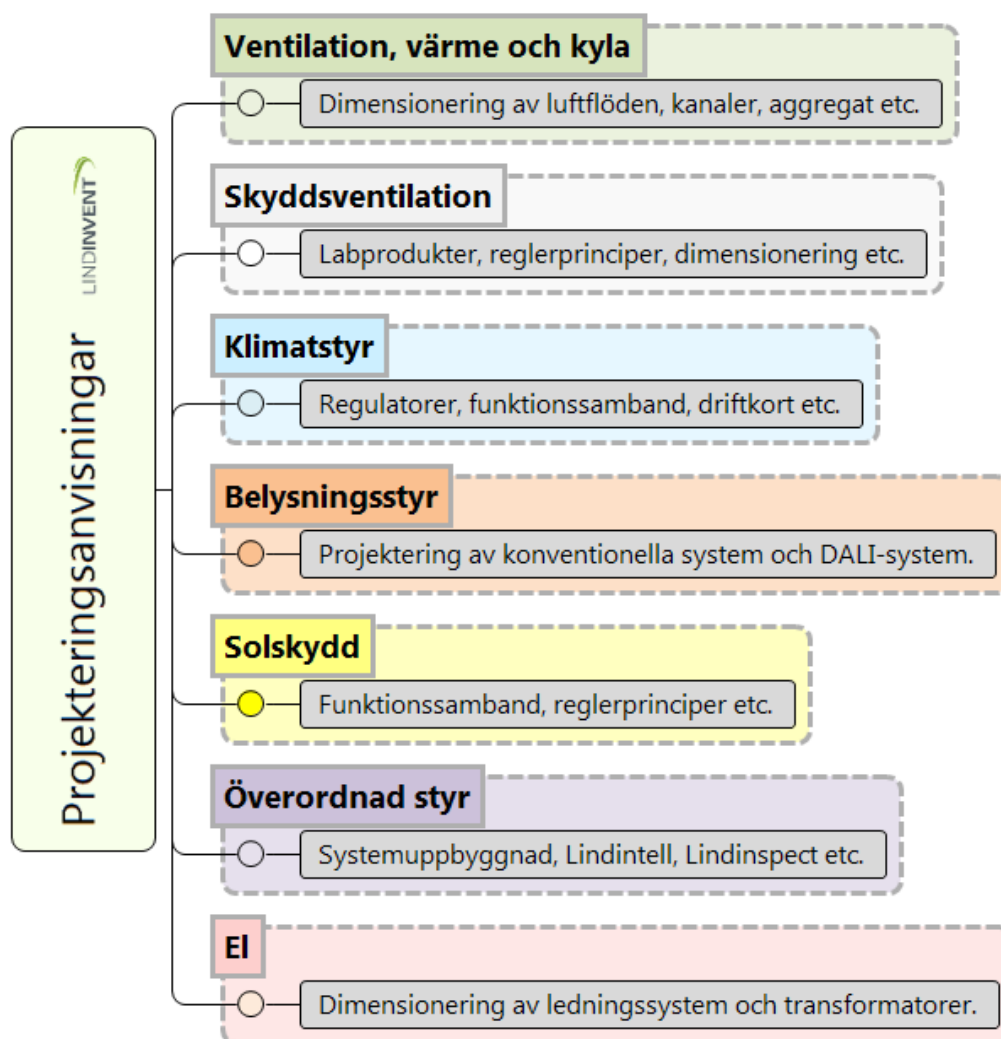 Projekteringsanvisningar
LINDINVENT
Ventilation, värme och kyla
Dimensionering av luftflöden, kanaler, aggregat etc.
Skyddsventilation
Labprodukter, reglerprinciper, dimensionering etc.
Klimatstyr
Regulatorer, funktionssamband, driftkort etc.
Belysningsstyr
Projektering av konventionella system och DALI-system.
Solskydd
Funktionssamband, reglerprinciper etc.
Överordnad styr
Systemuppbyggnad, Lindintell, Lindinspect etc.
El
Dimensionering av ledningssystem och transformatorer.